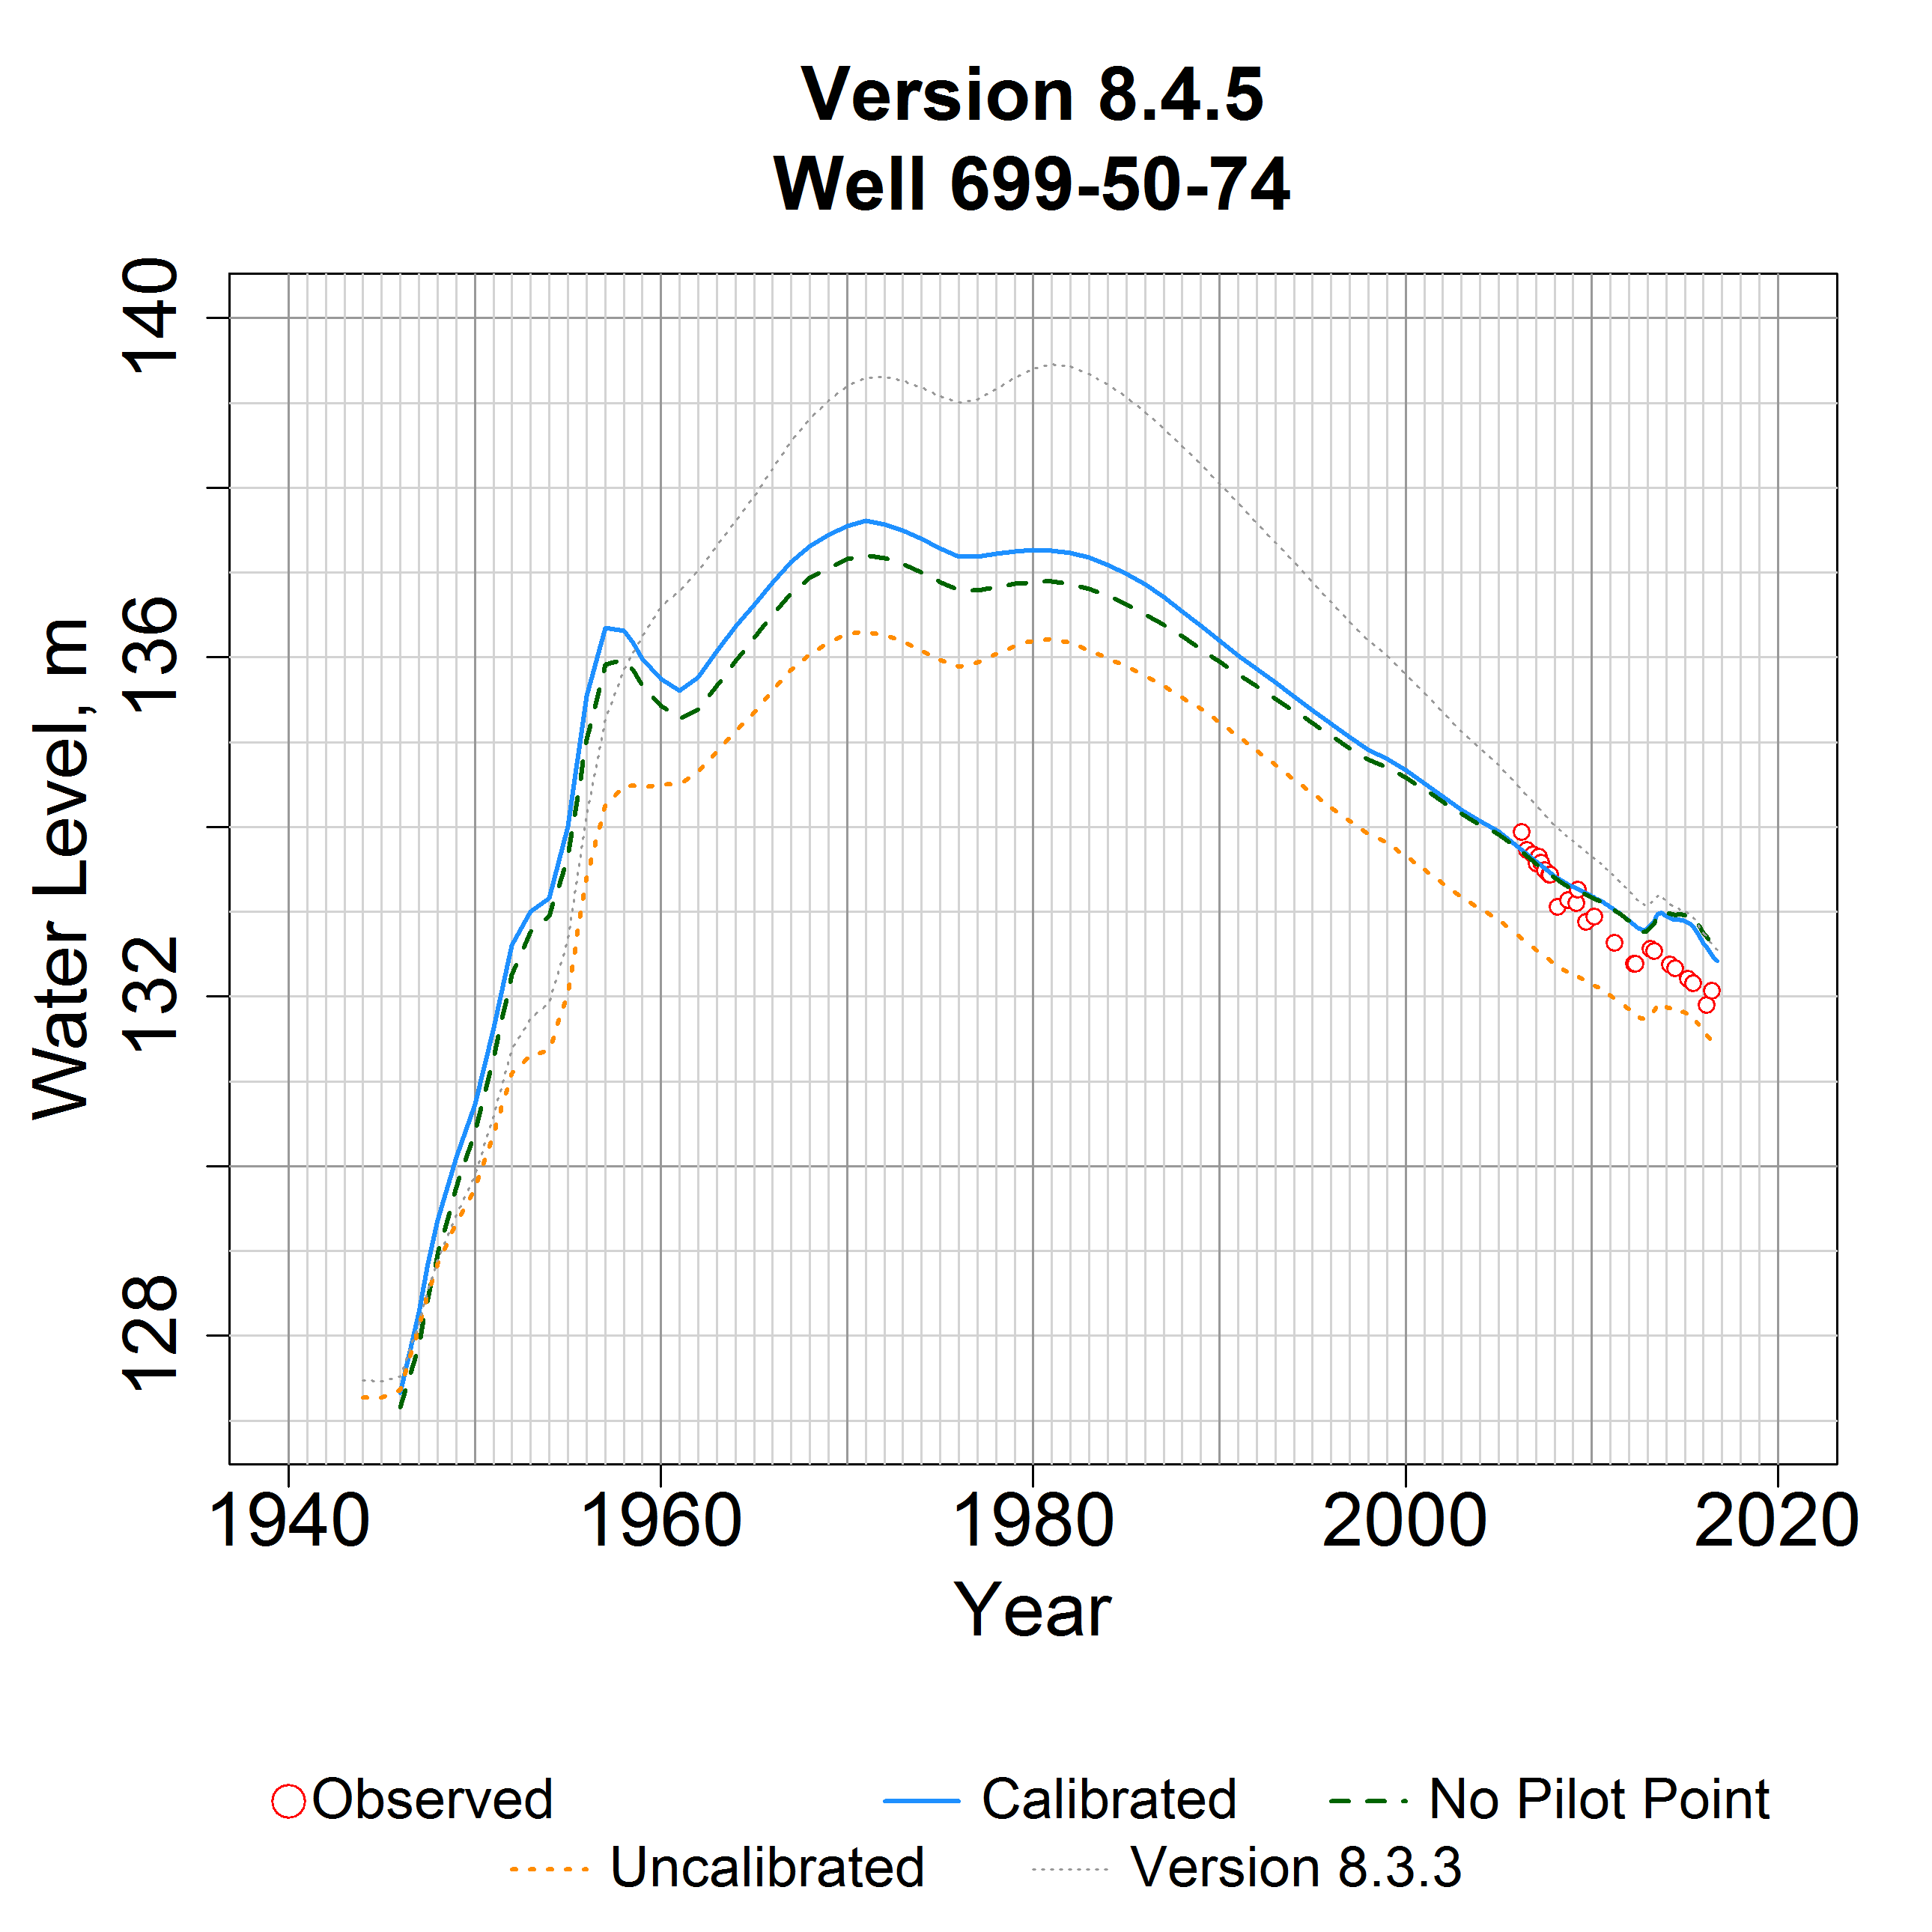 Version 8.4.5
Well 699-50-74
Water Level, m
140
136
132
128
1940 1960 1980 2000 2020
Year
Observed Calibrated No Pilot Point
Uncalibrated Version 8.3.3